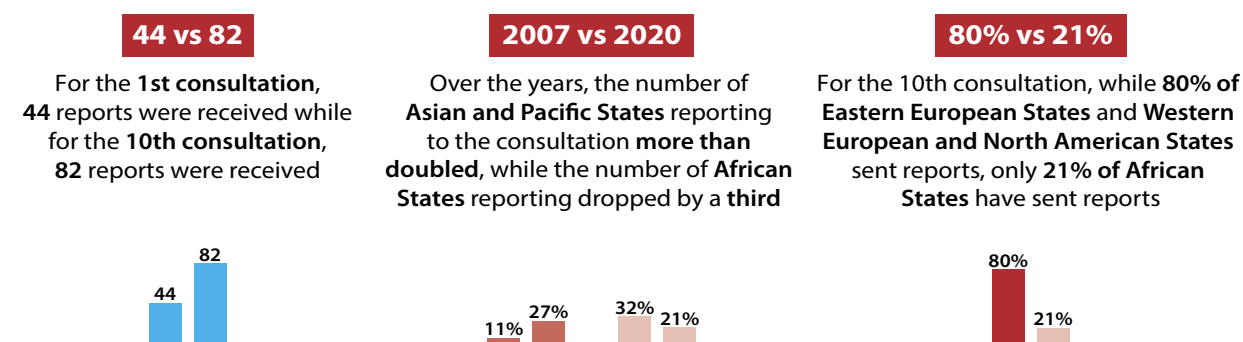 44 vs 82
For the 1st consultation,
44 reports were received while
for the 10th consultation,
82 reports were received
44
82
2007 vs 2020
Over the years, the number of
Asian and Pacific States reporting
to the consultation more than
doubled, while the number of African
States reporting dropped by a third
11%
27%
32%
21%
80% vs 21%
For the 10th consultation, while 80% of
Eastern European States and Western
European and North American States
sent reports, only 21% of African
States have sent reports
80%
21%